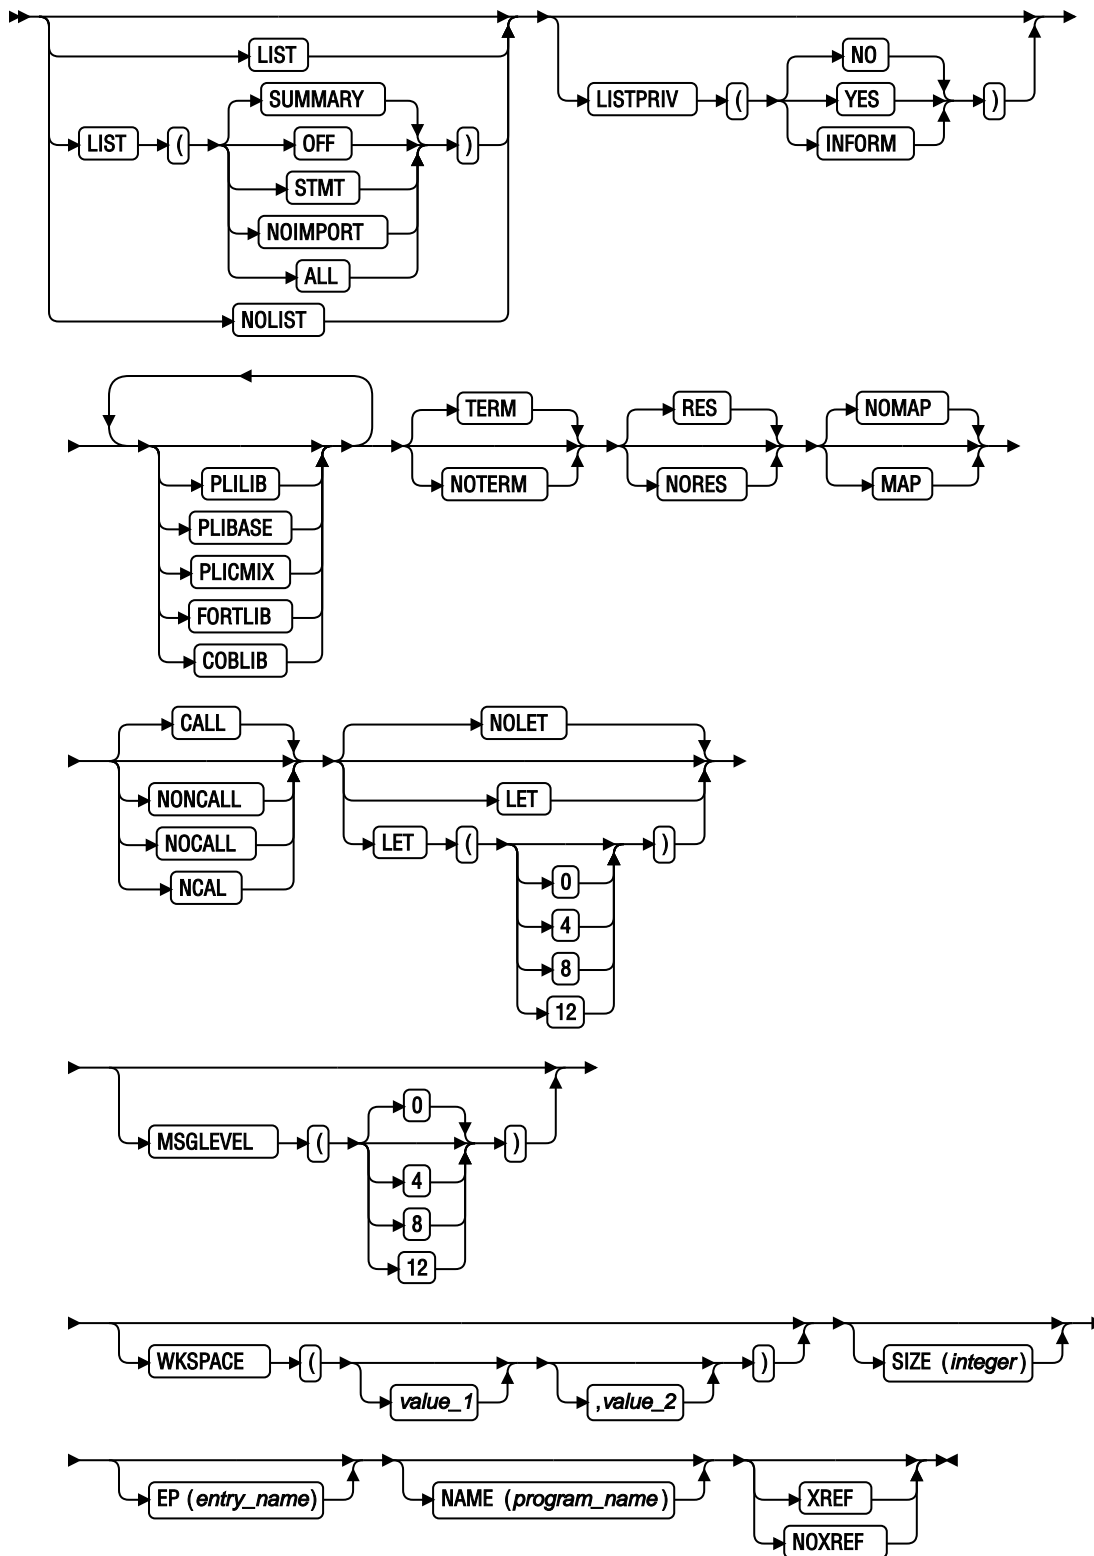 LIST
NO
SUMMARY
LISTPRIV ( YES )
LIST ( OFF )
INFORM
STMT
NOIMPORT
ALL
NOLIST
TERM RES NOMAP
PLILIB NOTERM NORES MAP
PLIBASE
PLICMIX
FORTLIB
COBLIB
CALL NOLET
NONCALL LET
NOCALL LET ( )
NCAL 0
4
8
12
0
MSGLEVEL ( )
4
8
12
WKSPACE ( ) SIZE (integer)
value_1 ,value_2
EP (entry_name) NAME (program_name) XREF
NOXREF